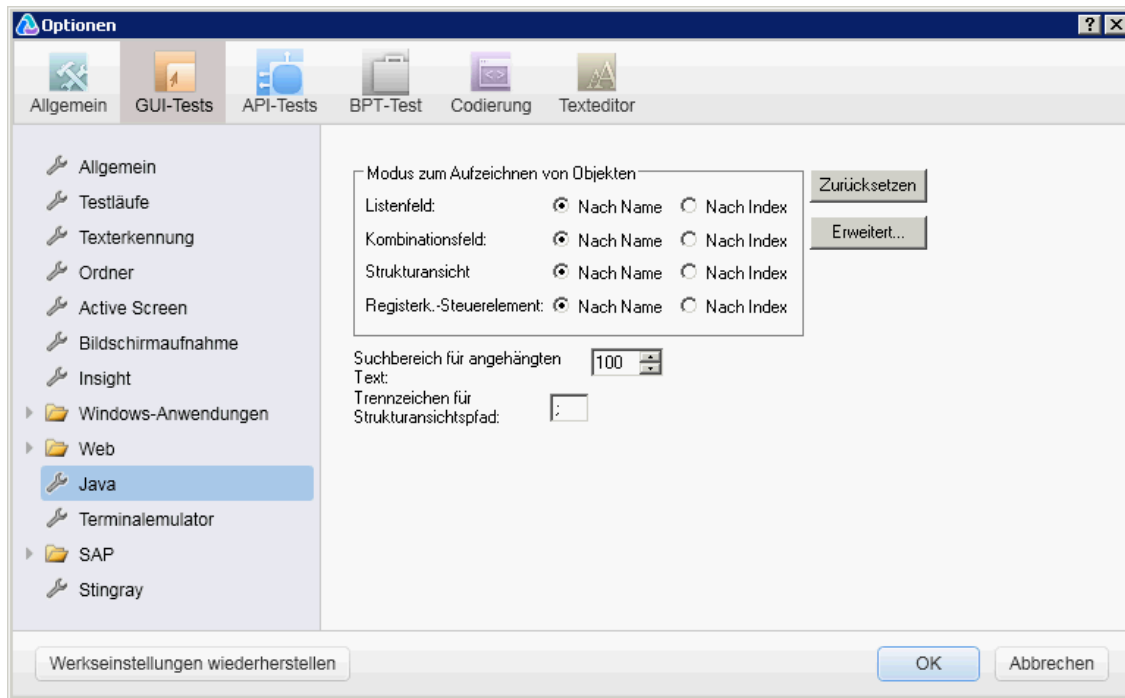 Optionen
Allgemein GUI-Tests API-Tests BPT-Test Codierung Texteditor
Allgemein
Testläufe
Texterkennung
Ordner
Active Screen
Bildschirmaufnahme
Insight
Windows-Anwendungen
Web
Java
Terminalemulator
SAP
Stingray
Modus zum Aufzeichnen von Objekten
Listenfeld: Nach Name Nach Index
Kombinationsfeld: Nach Name Nach Index
Strukturansicht Nach Name Nach Index
Registerk.-Steuerelement: Nach Name Nach Index
Zurücksetzen
Erweitert...
Suchbereich für angehängten
Text:
100
Trennzeichen für
Strukturansichtspfad:
;
Werkseinstellungen wiederherstellen OK Abbrechen